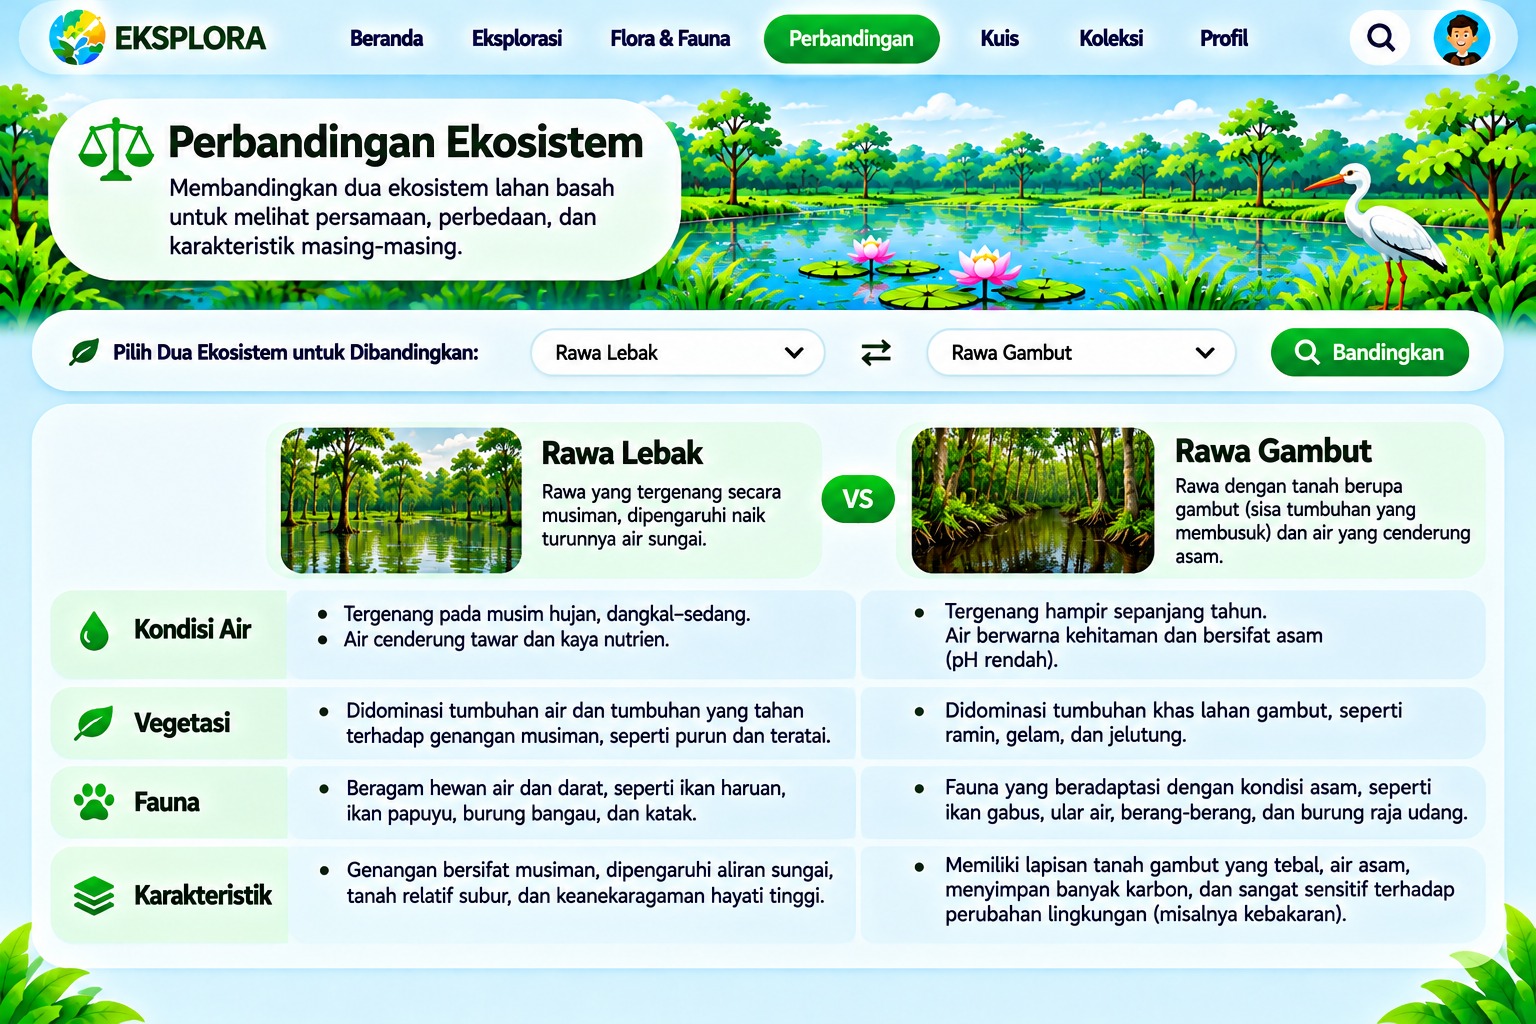 EKSPLORA
Beranda
Eksplorasi
Flora & Fauna
Perbandingan
Kuis
Koleksi
Profil
Perbandingan Ekosistem
Membandingkan dua ekosistem lahan basah
untuk melihat persamaan, perbedaan, dan
karakteristik masing-masing.
Pilih Dua Ekosistem untuk Dibandingkan:
Rawa Lebak
Rawa Gambut
Bandingkan
Rawa Lebak
Rawa yang tergenang secara
musiman, dipengaruhi naik
turunnya air sungai.
VS
Rawa Gambut
Rawa dengan tanah berupa
gambut (sisa tumbuhan yang
membusuk) dan air yang cenderung
asam.
Kondisi Air
• Tergenang pada musim hujan, dangkal–sedang.
• Air cenderung tawar dan kaya nutrien.
• Tergenang hampir sepanjang tahun.
Air berwarna kehitaman dan bersifat asam
(pH rendah).
Vegetasi
• Didominasi tumbuhan air dan tumbuhan yang tahan
terhadap genangan musiman, seperti purun dan teratai.
• Didominasi tumbuhan khas lahan gambut, seperti
ramin, gelam, dan jelutung.
Fauna
• Beragam hewan air dan darat, seperti ikan haruan,
ikan papuyu, burung bangau, dan katak.
• Fauna yang beradaptasi dengan kondisi asam, seperti
ikan gabus, ular air, berang-berang, dan burung raja udang.
Karakteristik
• Genangan bersifat musiman, dipengaruhi aliran sungai,
tanah relatif subur, dan keanekaragaman hayati tinggi.
• Memiliki lapisan tanah gambut yang tebal, air asam,
menyimpan banyak karbon, dan sangat sensitif terhadap
perubahan lingkungan (misalnya kebakaran).